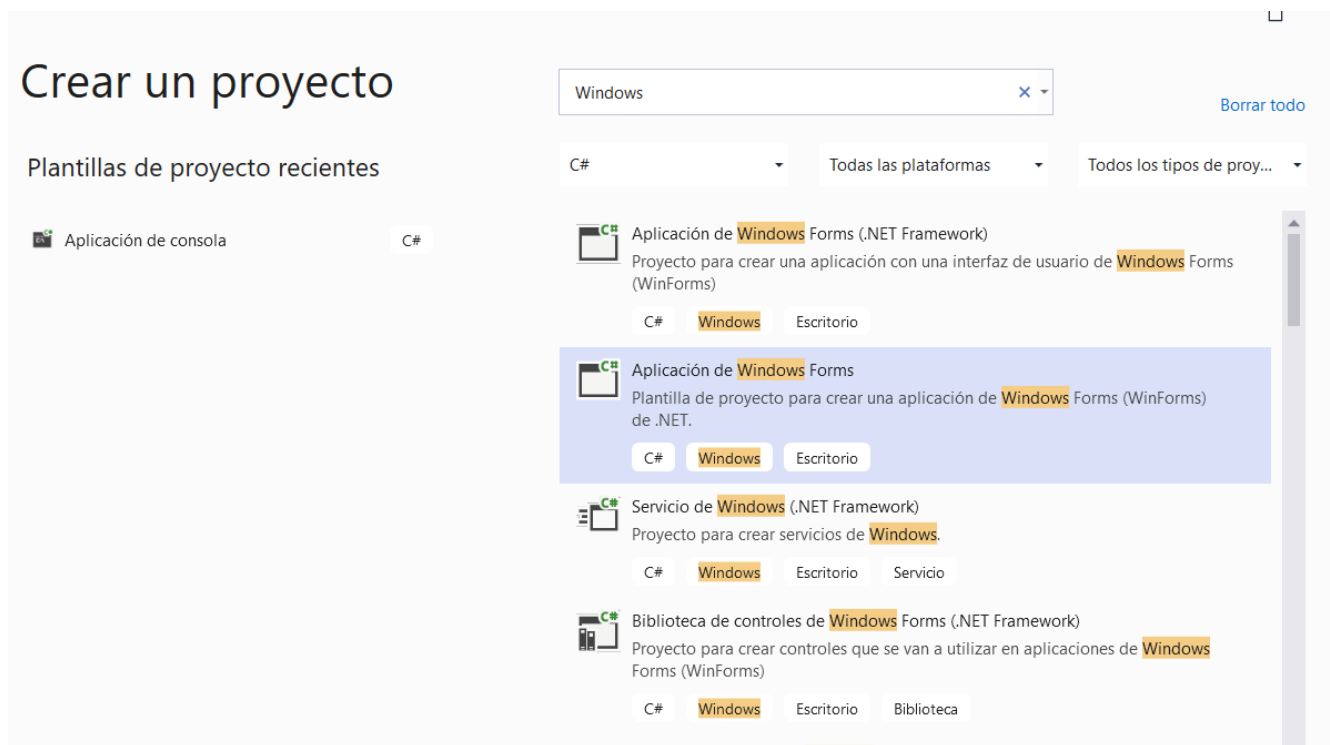 Crear un proyecto
Windows
Borrar todo
Plantillas de proyecto recientes
C#
Todas las plataformas
Todos los tipos de proy...
Aplicación de consola
C#
Aplicación de Windows Forms (.NET Framework)
Proyecto para crear una aplicación con una interfaz de usuario de Windows Forms
(WinForms)
C# Windows Escritorio
Aplicación de Windows Forms
Plantilla de proyecto para crear una aplicación de Windows Forms (WinForms)
de .NET.
C# Windows Escritorio
Servicio de Windows (.NET Framework)
Proyecto para crear servicios de Windows.
C# Windows Escritorio Servicio
Biblioteca de controles de Windows Forms (.NET Framework)
Proyecto para crear controles que se van a utilizar en aplicaciones de Windows
Forms (WinForms)
C# Windows Escritorio Biblioteca